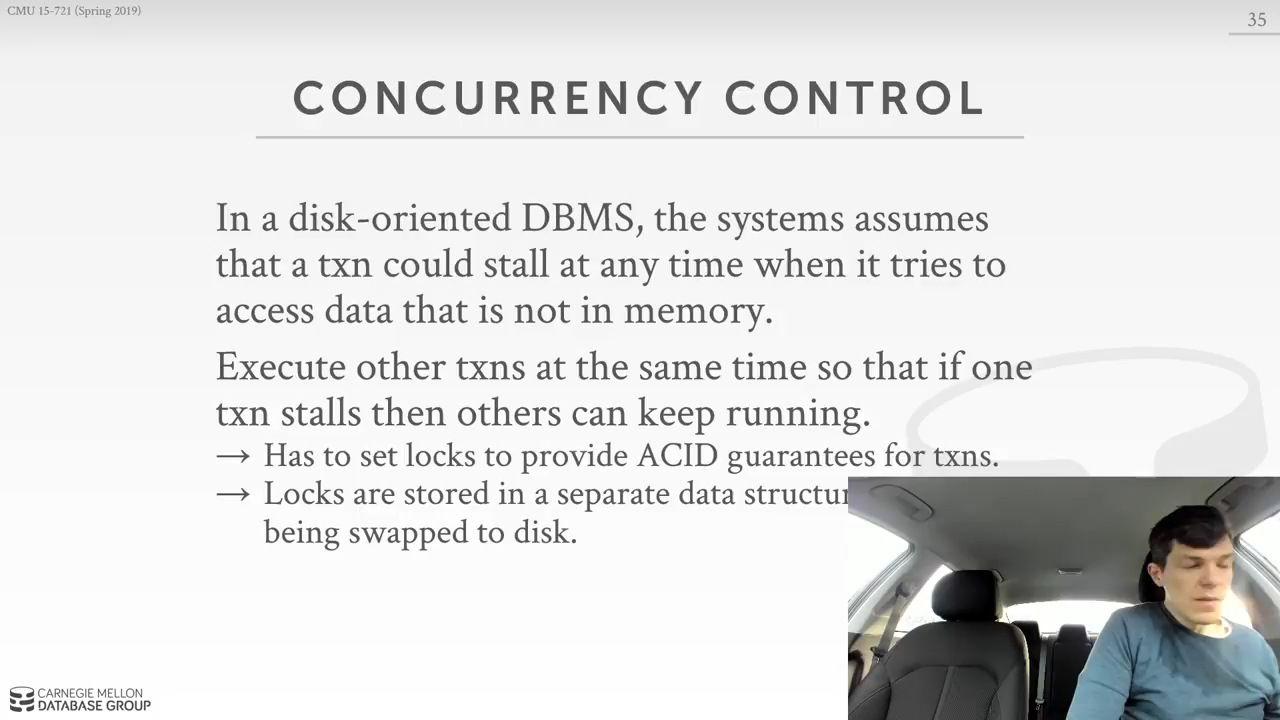 CMU 15-721 (Spring 2019)
35
CONCURRENCY CONTROL
In a disk-oriented DBMS, the systems assumes
that a txn could stall at any time when it tries to
access data that is not in memory.
Execute other txns at the same time so that if one
txn stalls then others can keep running.
→ Has to set locks to provide ACID guarantees for txns.
→ Locks are stored in a separate data
being swapped to disk.
CARNEGIE MELLON
DATABASE GROUP